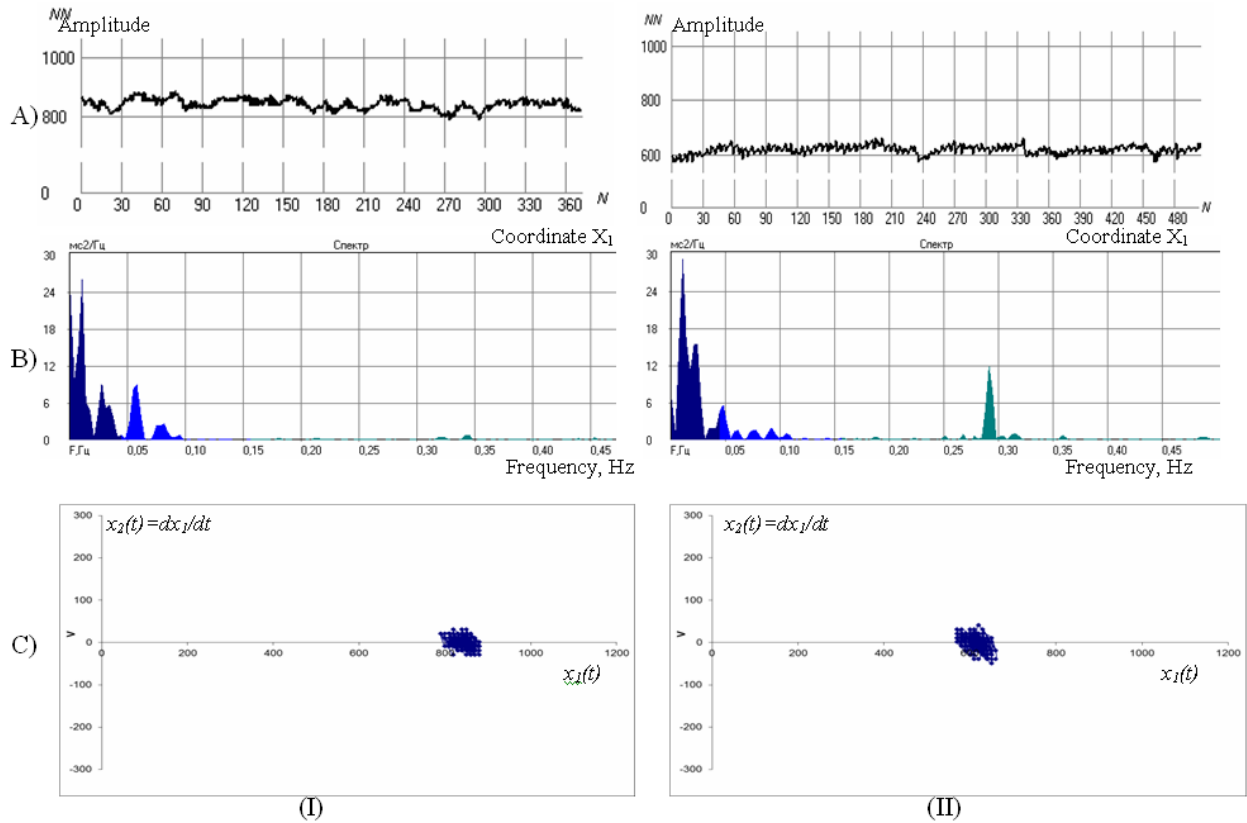 NN
Amplitude
1000
A)
800
0
0 30 60 90 120 150 180 210 240 270 300 330 360 N
Coordinate X1
NN
Amplitude
1000
800
600
0
0 30 60 90 120 150 180 210 240 270 300 330 360 390 420 450 480 N
Coordinate X1
B)
мс2/Гц Спектр
30
24
18
12
6
0
F,Гц 0,05 0,10 0,15 0,20 0,25 0,30 0,35 0,40 0,45
Frequency, Hz
мс2/Гц Спектр
30
24
18
12
6
0
F,Гц 0,05 0,10 0,15 0,20 0,25 0,30 0,35 0,40 0,45
Frequency, Hz
C)
x2(t)=dx1/dt
300
200
100
0
-100
-200
-300
V
0 200 400 600 800 1000 1200
x1(t)
(I)
x2(t)=dx1/dt
300
200
100
0
-100
-200
-300
V
0 200 400 600 800 1000 1200
x1(t)
(II)